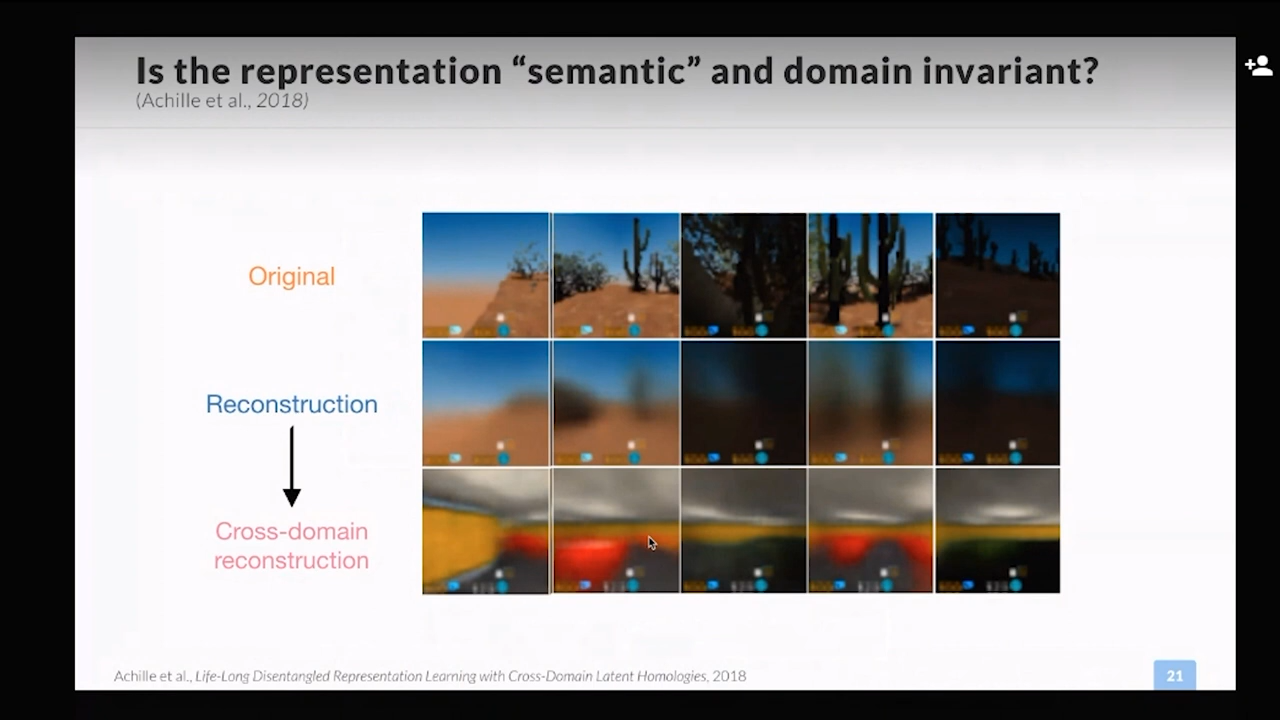 Is the representation “semantic” and domain invariant?
(Achille et al., 2018)
Original
Reconstruction
Cross-domain
reconstruction
Achille et al., Life-Long Disentangled Representation Learning with Cross-Domain Latent Homologies, 2018
21